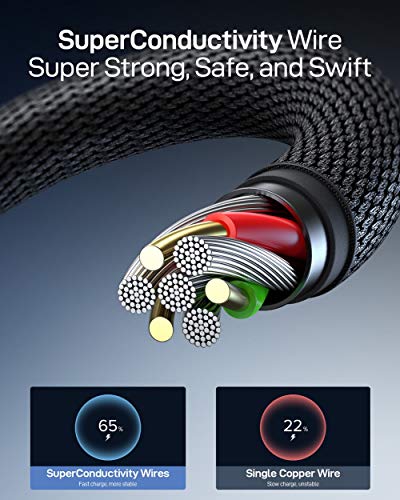 SuperConductivity Wire
Super Strong, Safe, and Swift
65%
22%
SuperConductivity Wires
Fast charge, more stable
Single Copper Wire
Slow charge, unstable